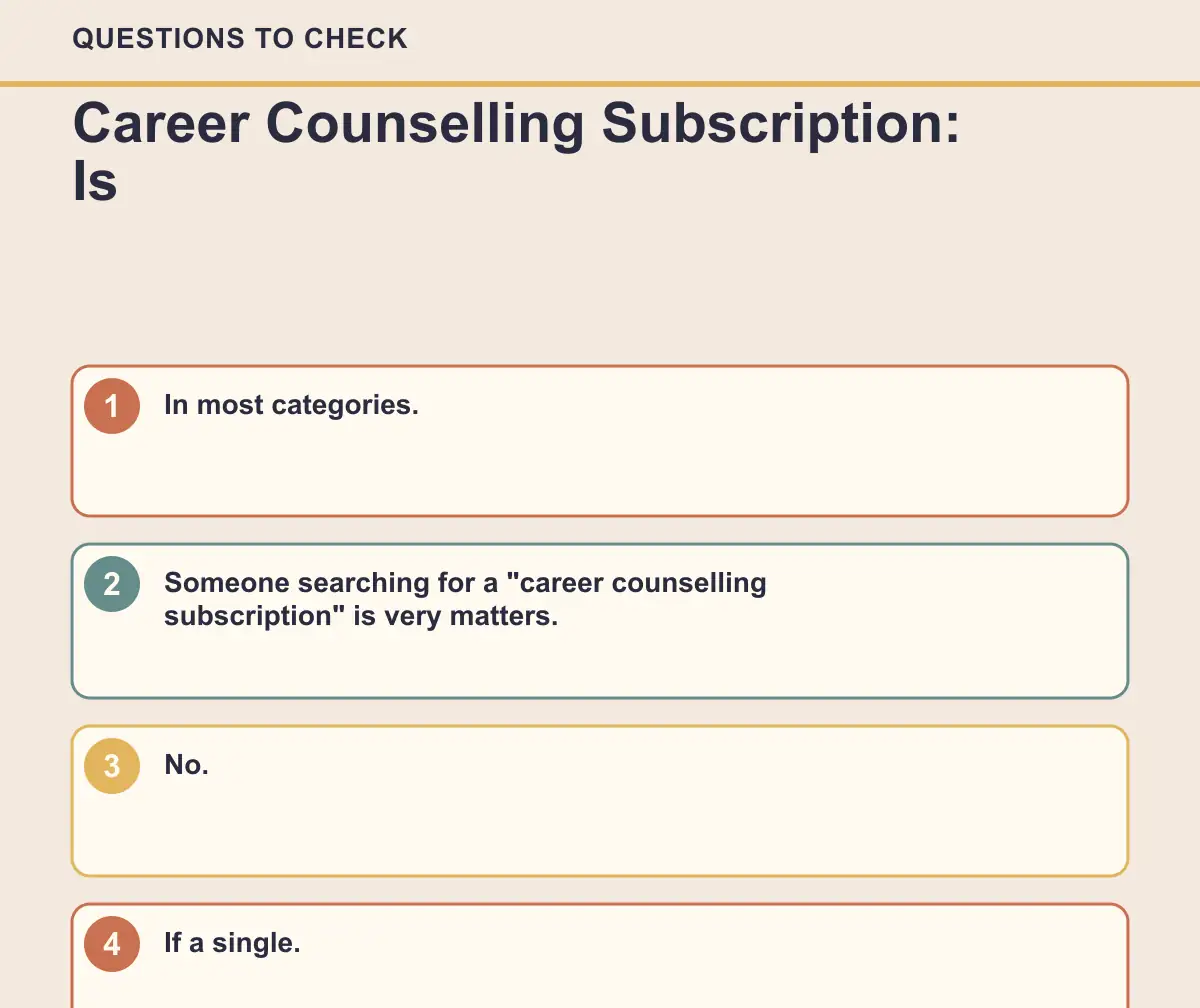 QUESTIONS TO CHECK
Career Counselling Subscription:
Is
1
In most categories.
2
Someone searching for a "career counselling
subscription" is very matters.
3
No.
4
If a single.